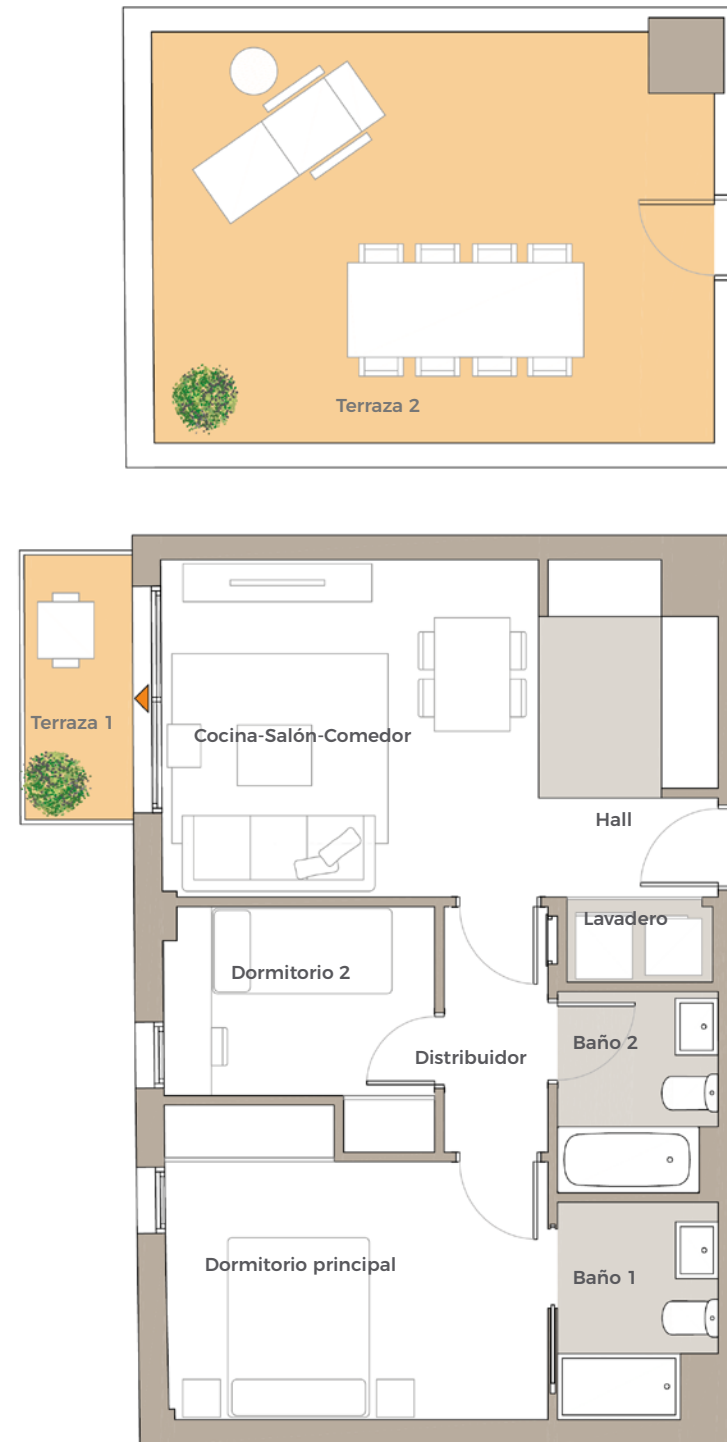 Terraza 2
Terraza 1
Cocina-Salón-Comedor
Hall
Lavadero
Dormitorio 2
Distribuidor
Baño 2
Dormitorio principal
Baño 1